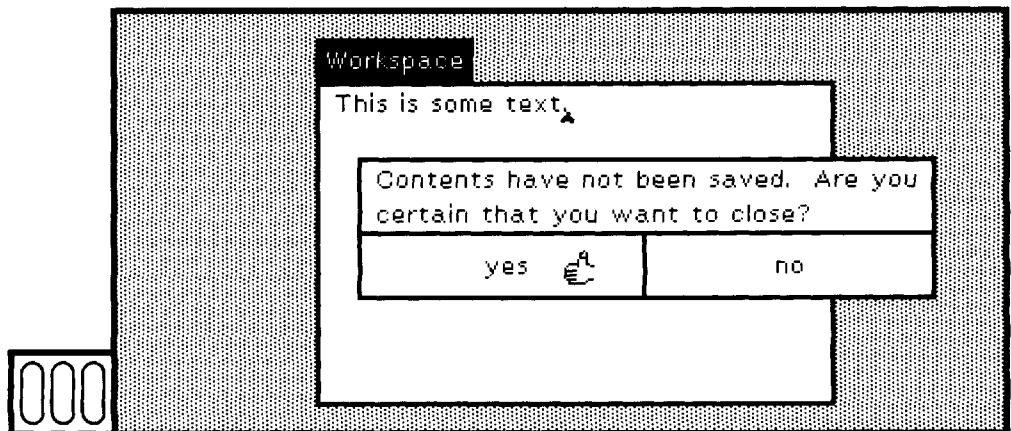 Workspace
This is some text.
Contents have not been saved. Are you
certain that you want to close?
yes
no